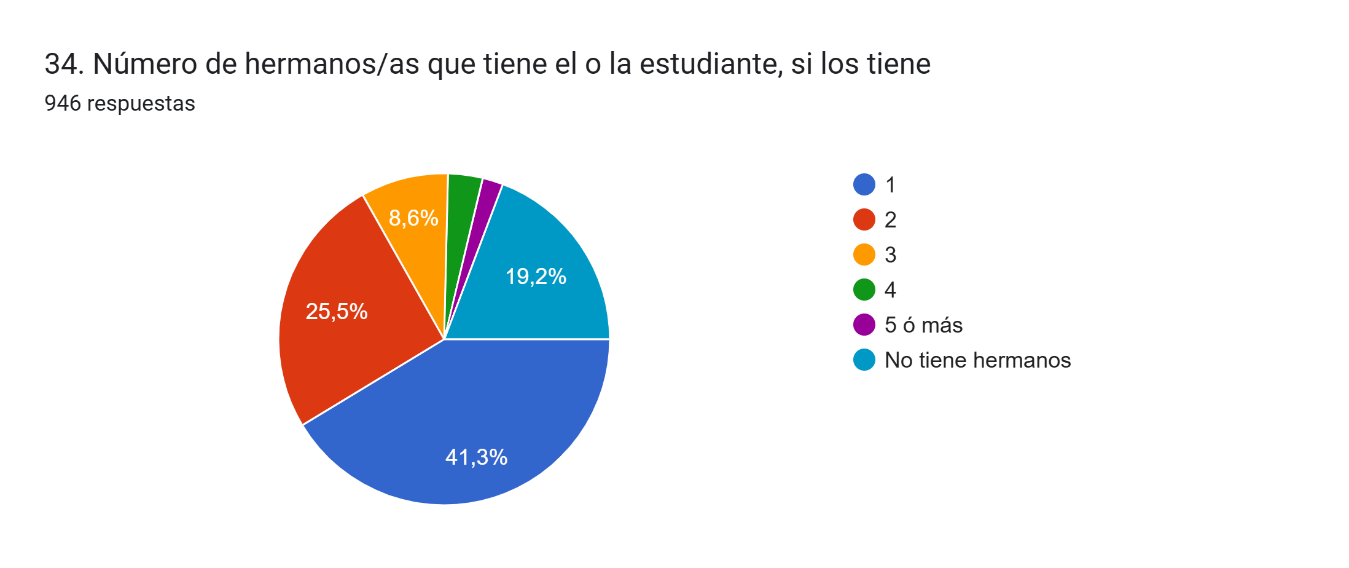 34. Número de hermanos/as que tiene el o la estudiante, si los tiene
946 respuestas
8,6%
19,2%
25,5%
41,3%
1
2
3
4
5 ó más
No tiene hermanos